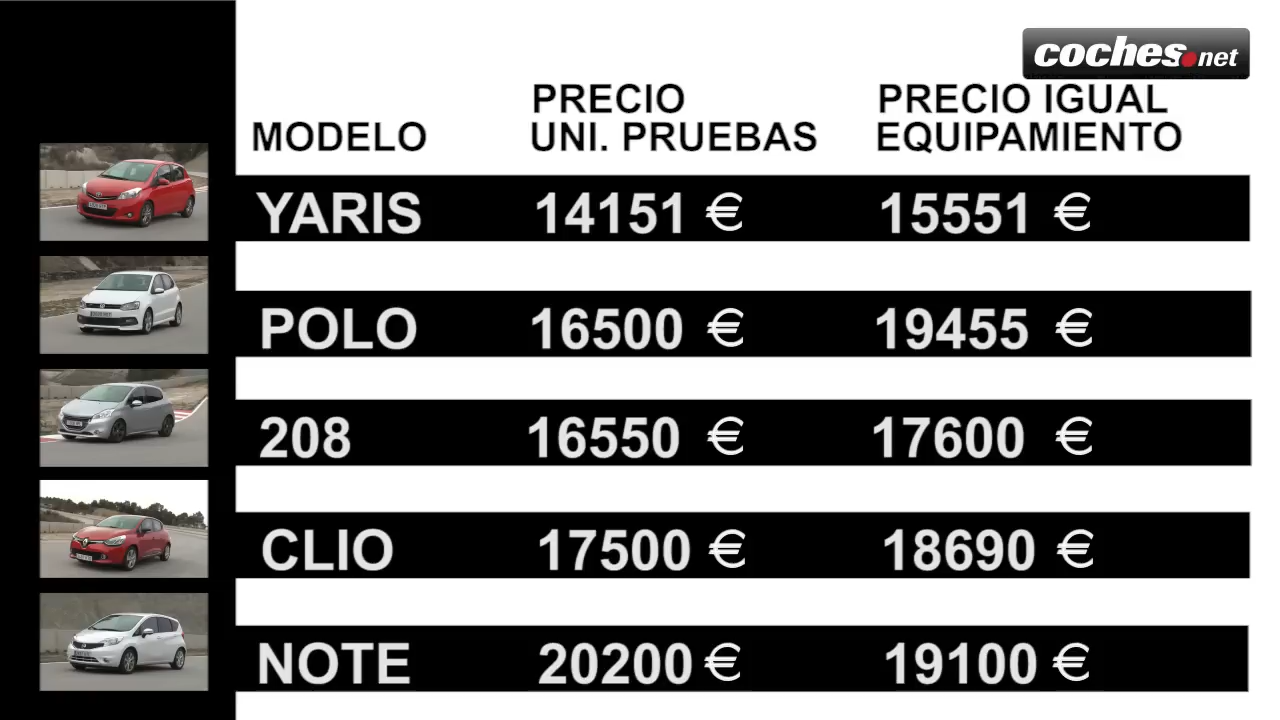 coches.net
MODELO
PRECIO
UNI. PRUEBAS
PRECIO IGUAL
EQUIPAMIENTO
YARIS 14151 € 15551 €
POLO 16500 € 19455 €
208 16550 € 17600 €
CLIO 17500 € 18690 €
NOTE 20200 € 19100 €